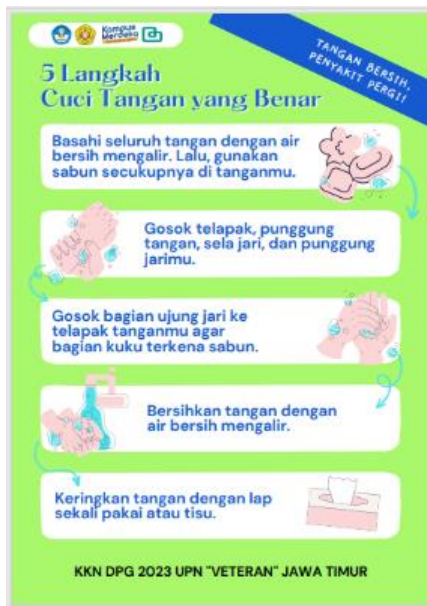 Kampus
Merdeka
TANGAN BERSIH,
PENYAKIT PERGI!
5 Langkah
Cuci Tangan yang Benar
Basahi seluruh tangan dengan air
bersih mengalir. Lalu, gunakan
sabun secukupnya di tanganmu.
Gosok telapak, punggung
tangan, sela jari, dan punggung
jarimu.
Gosok bagian ujung jari ke
telapak tanganmu agar
bagian kuku terkena sabun.
Bersihkan tangan dengan
air bersih mengalir.
Keringkan tangan dengan lap
sekali pakai atau tisu.
KKN DPG 2023 UPN "VETERAN" JAWA TIMUR